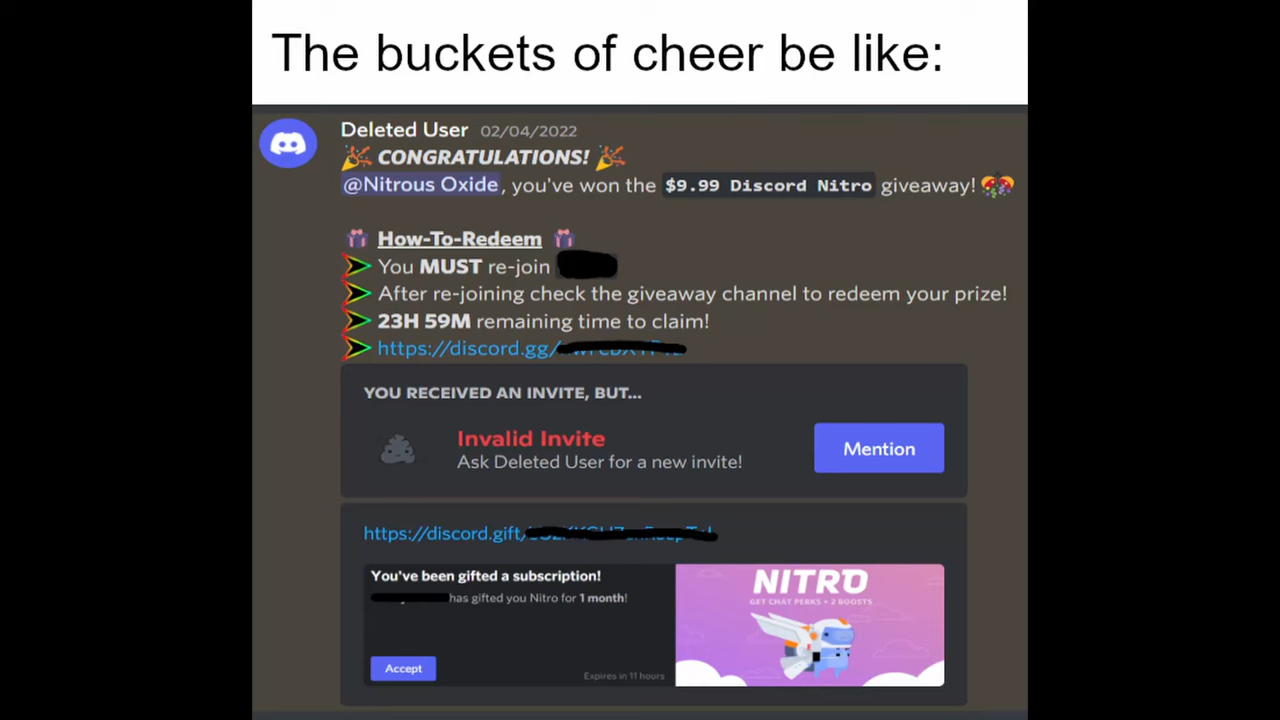 The buckets of cheer be like:
Deleted User 02/04/2022
CONGRATULATIONS!
@Nitrous Oxide, you've won the $9.99 Discord Nitro giveaway!
How-To-Redeem
You MUST re-join
After re-joining check the giveaway channel to redeem your prize!
23H 59M remaining time to claim!
https://discord.gg/
YOU RECEIVED AN INVITE, BUT...
Invalid Invite
Ask Deleted User for a new invite!
Mention
https://discord.gift/
You've been gifted a subscription!
has gifted you Nitro for 1 month!
Accept
Expires in 11 hours
NITRO
GET CHAT PERKS + 2 BOOSTS